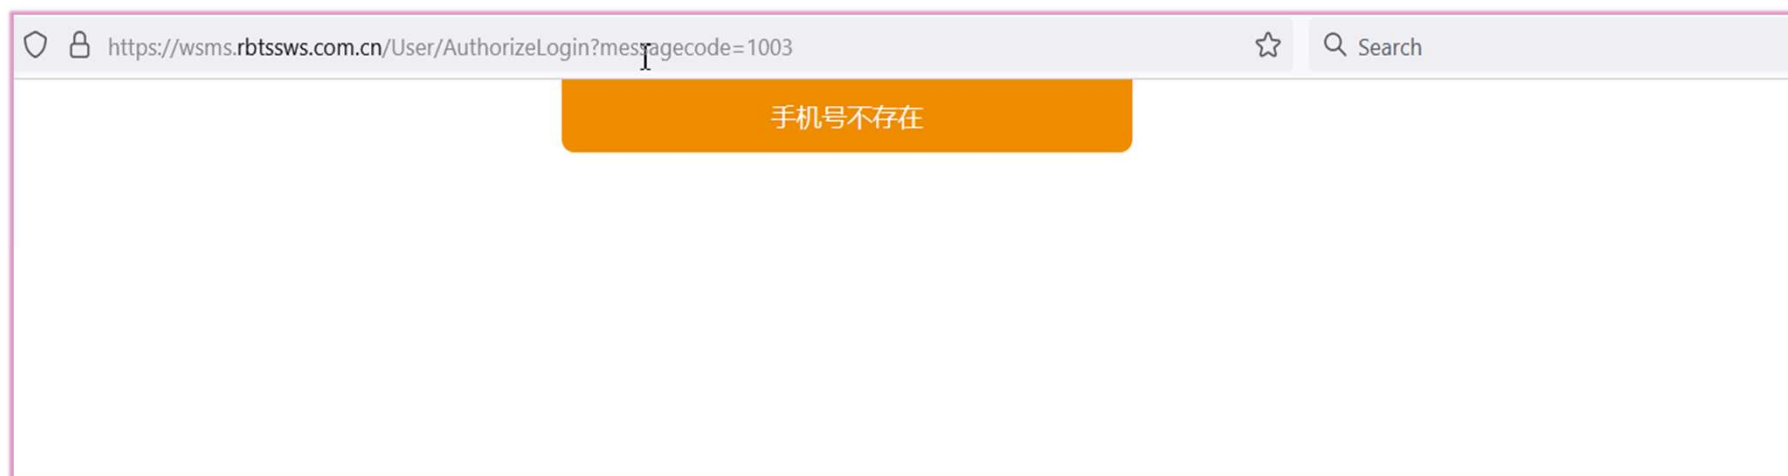 https://wsms.rbtssws.com.cn/User/AuthorizeLogin?messagecode=1003
Search
手机号不存在